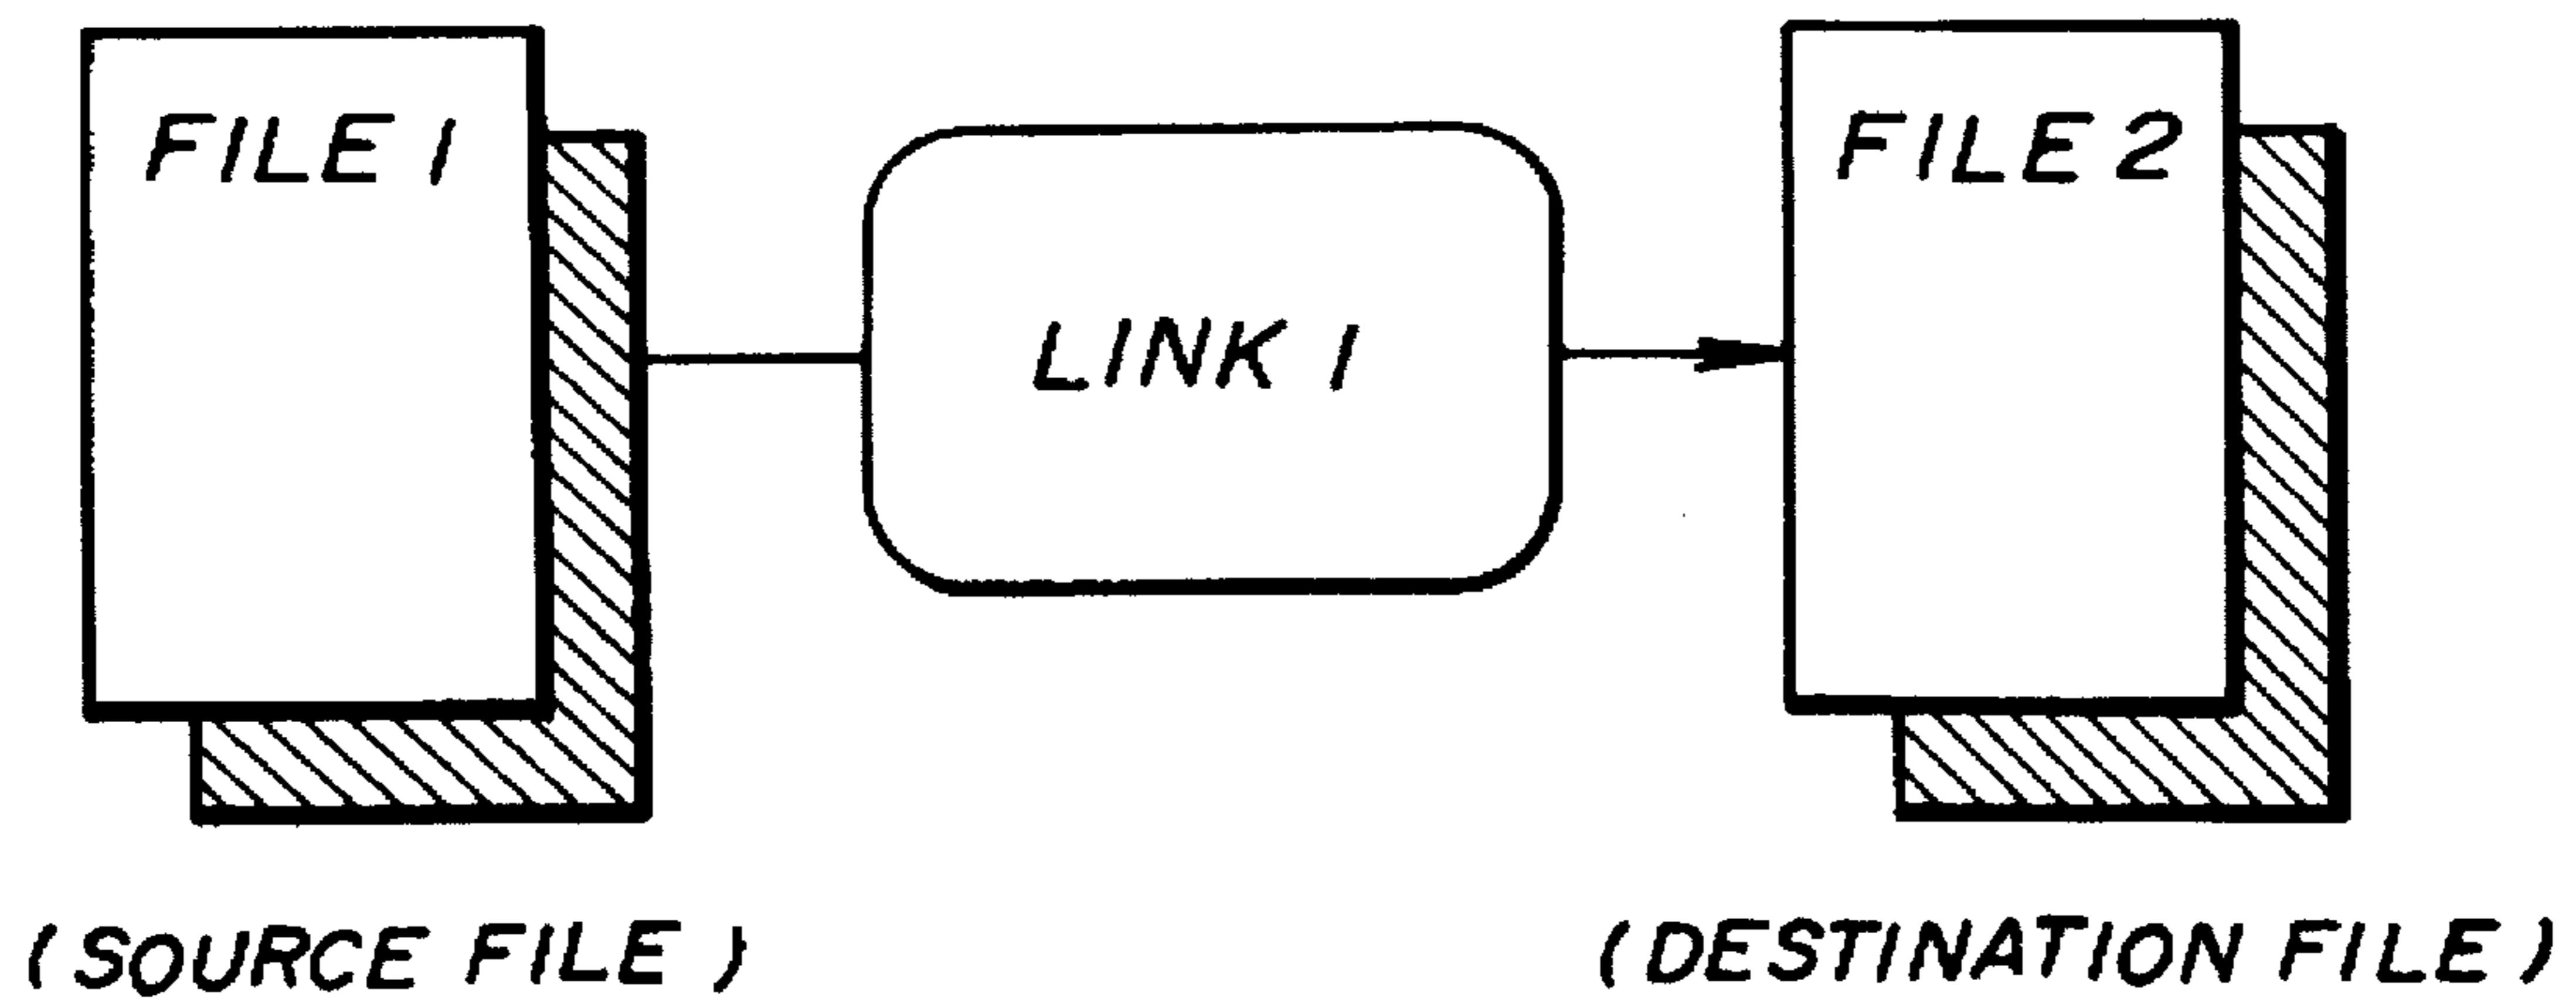 FILE 1
FILE 2
LINK 1
(SOURCE FILE)
(DESTINATION FILE)